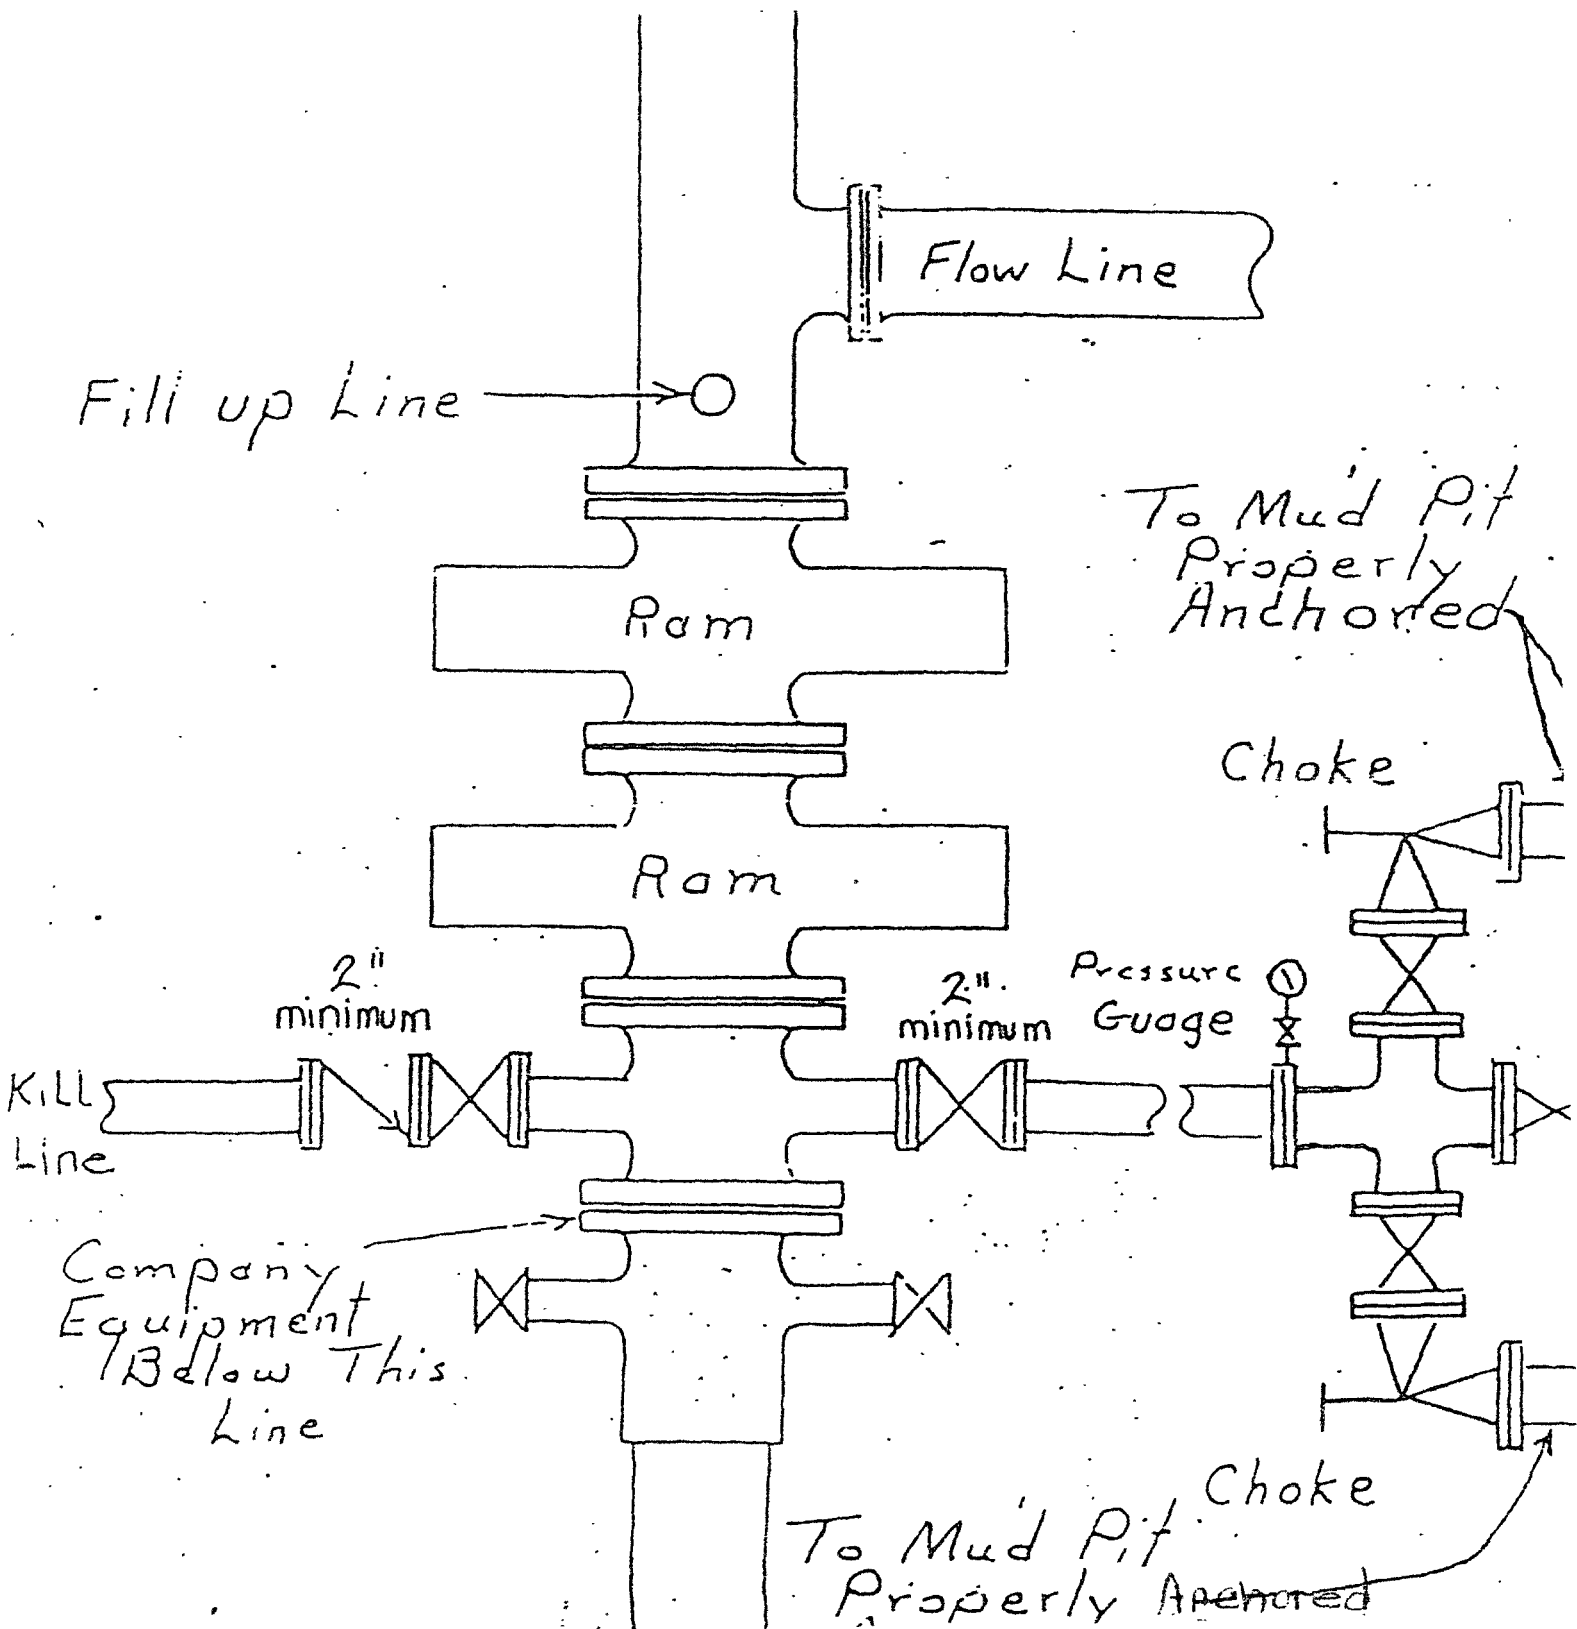 Flow Line
Fill up Line
To Mud Pit
Properly
Anchored
Ram
Choke
Ram
2"
minimum
2"
minimum
Pressure
Guage
Kill
Line
Company
Equipment
Below This
Line
Choke
To Mud Pit
Properly Anchored